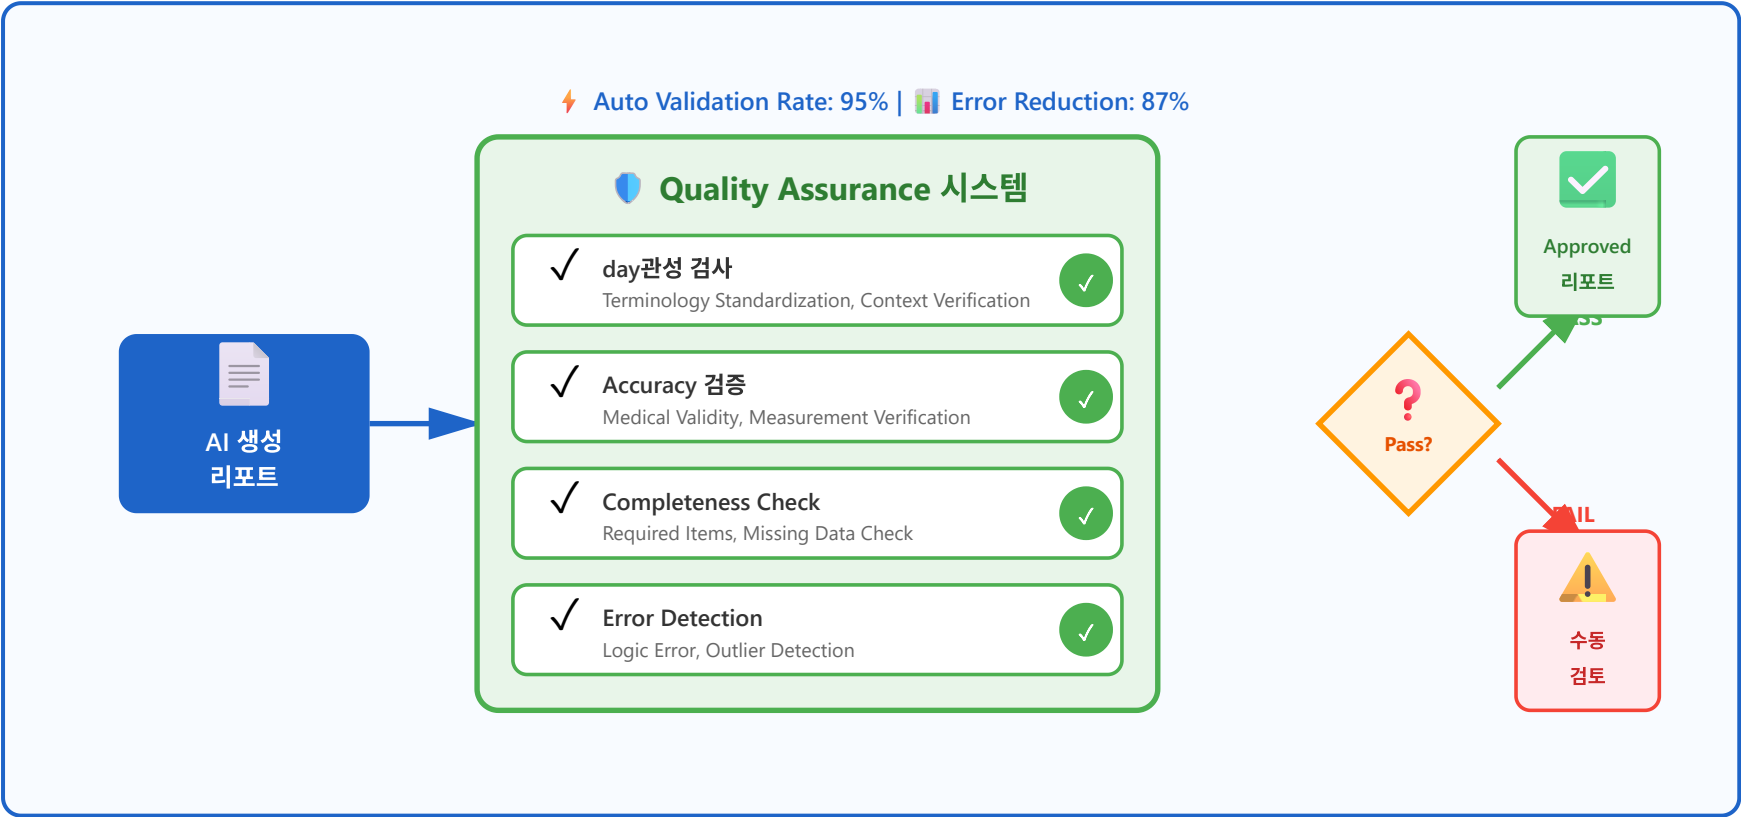 Auto Validation Rate: 95% | Error Reduction: 87%
Quality Assurance 시스템
day관성 검사
Terminology Standardization, Context Verification
Accuracy 검증
Medical Validity, Measurement Verification
Completeness Check
Required Items, Missing Data Check
Error Detection
Logic Error, Outlier Detection
AI 생성
리포트
Pass?
Approved
리포트
FAIL
수동
검토